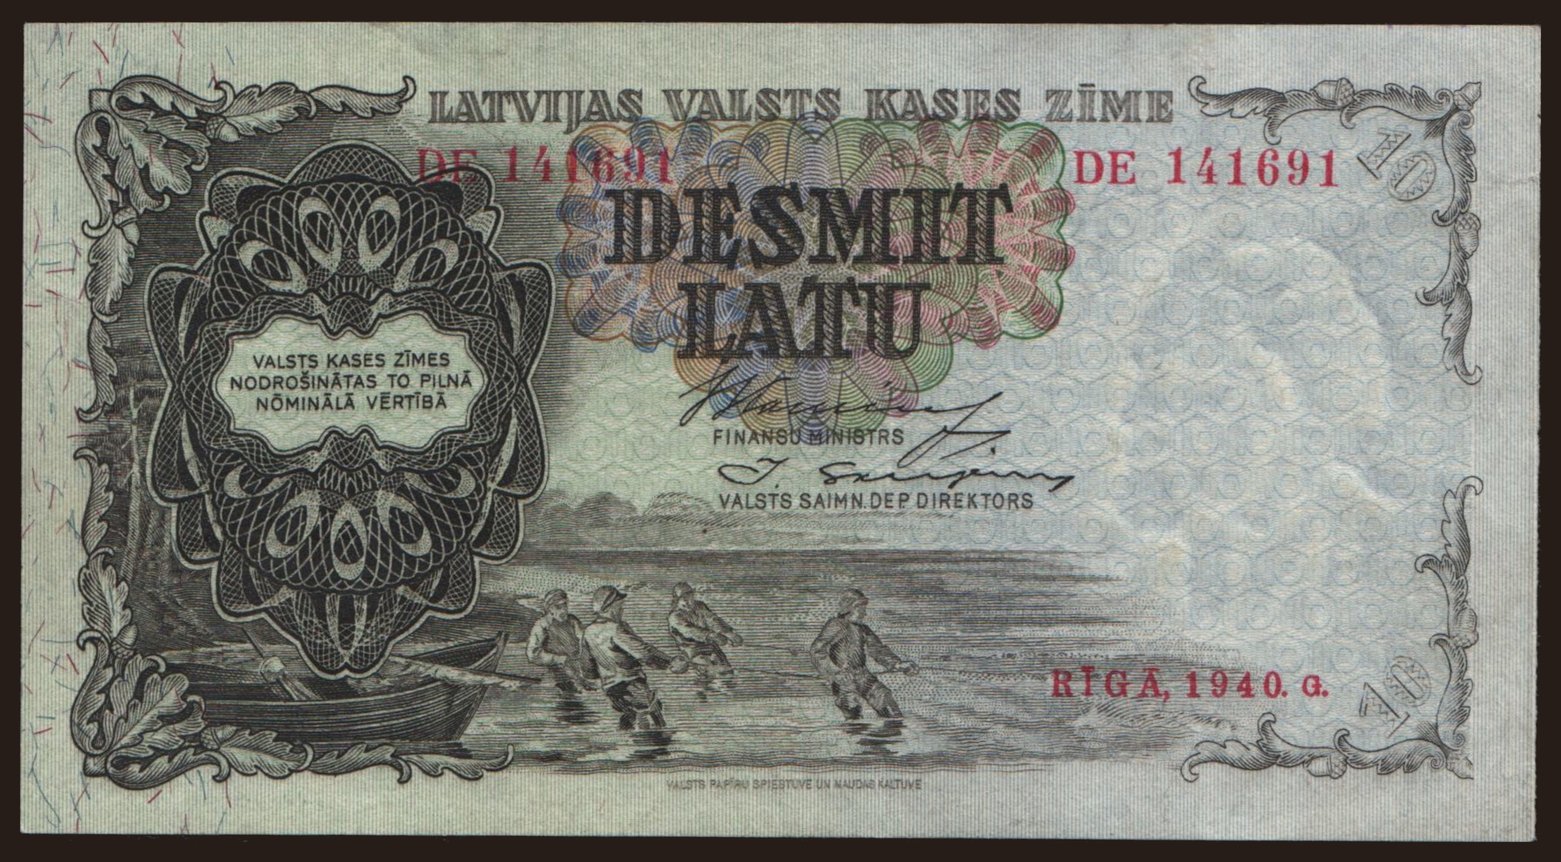 LATVIJAS VALSTS KASES ZĪME
DE 141691
DE 141691
10
DESMIT
LATU
VALSTS KASES ZĪMES
NODROŠINĀTAS TO PILNĀ
NŌMINĀLĀ VĒRTĪBĀ
FINANSU MINISTRS
VALSTS SAIMN. DEP. DIREKTORS
RĪGĀ, 1940. G.
10
VALSTS PAPĪRU SPIESTUVE UN NAUDAS KALTUVE